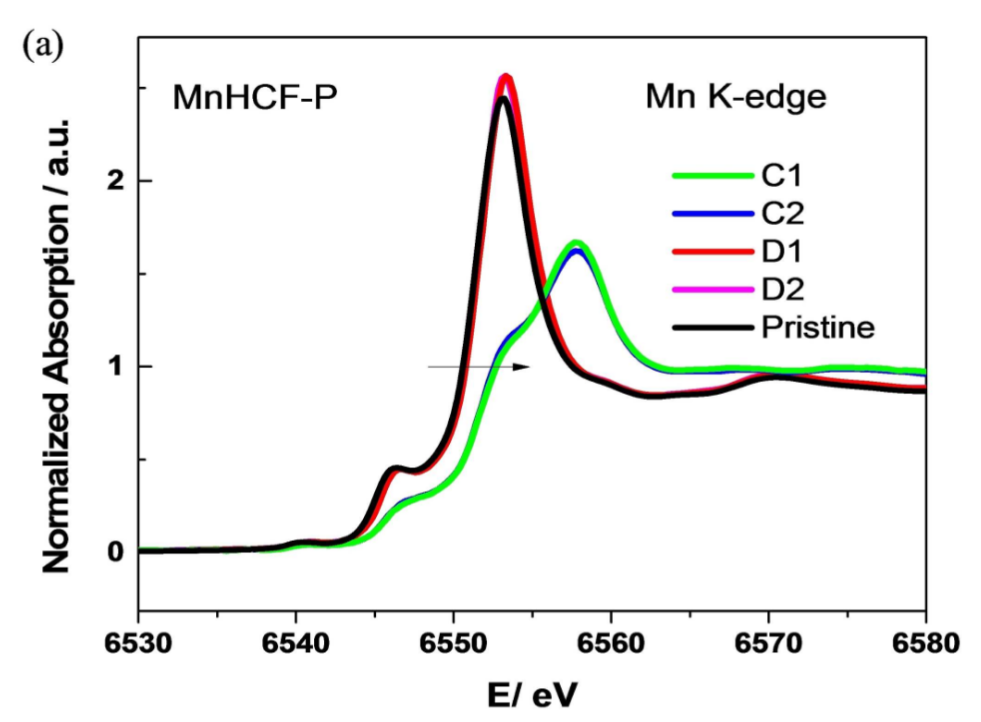 (a)
MnHCF-P
Mn K-edge
C1
C2
D1
D2
Pristine
Normalized Absorption / a.u.
2
1
0
6530 6540 6550 6560 6570 6580
E/ eV